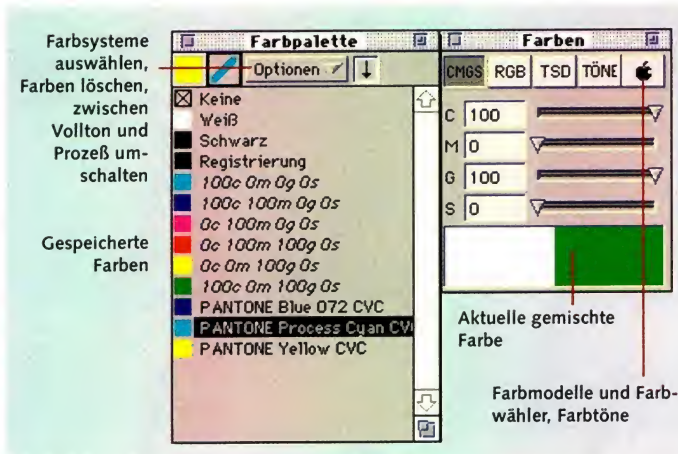 Farbsysteme
auswählen,
Farben löschen,
zwischen
Vollton und
Prozeß um-
schalten
Gespeicherte
Farben
Farbpalette
Optionen
Keine
Weiß
Schwarz
Registrierung
100c 0m 0g 0s
100c 100m 0g 0s
0c 100m 0g 0s
0c 100m 100g 0s
0c 0m 100g 0s
100c 0m 100g 0s
PANTONE Blue 072 CVC
PANTONE Process Cyan CV
PANTONE Yellow CVC
Farben
CMGS RGB TSD TÖNE
C 100
M 0
G 100
S 0
Aktuelle gemischte
Farbe
Farbmodelle und Farb-
wähler, Farbtöne